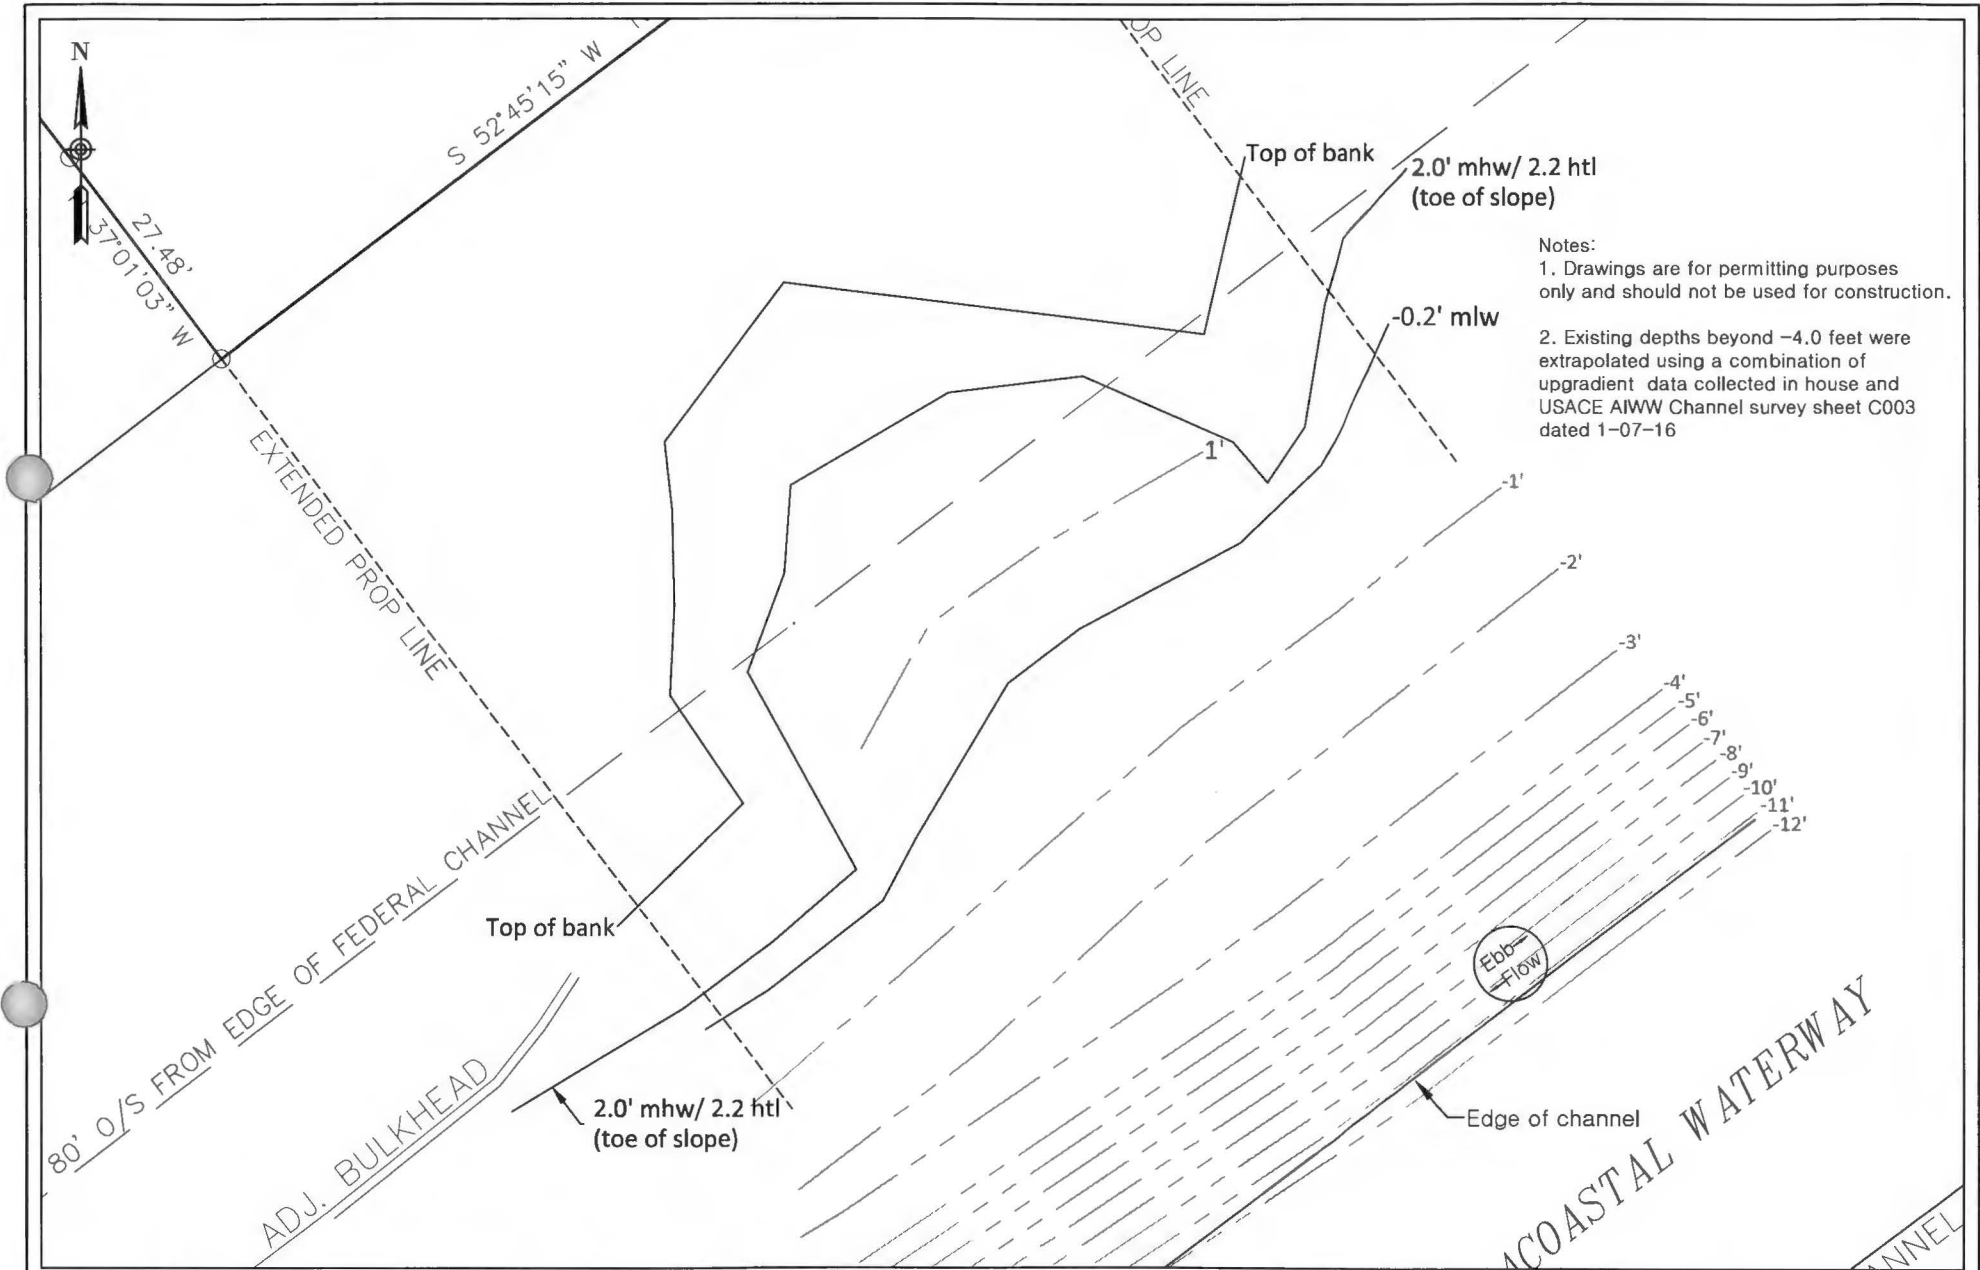 N
S 52°45'15" W
27.48'
37°01'03" W
EXTENDED PROP LINE
OP LINE
Top of bank
2.0' mhw/ 2.2 htl
(toe of slope)
-0.2' mlw
Notes:
1. Drawings are for permitting purposes
only and should not be used for construction.
2. Existing depths beyond -4.0 feet were
extrapolated using a combination of
upgradient data collected in house and
USACE AIWW Channel survey sheet C003
dated 1-07-16
1'
-1'
-2'
-3'
-4'
-5'
-6'
-7'
-8'
-9'
-10'
-11'
-12'
80' O/S FROM EDGE OF FEDERAL CHANNEL
Top of bank
ADJ. BULKHEAD
2.0' mhw/ 2.2 htl
(toe of slope)
Ebb
Flow
Edge of channel
ACOASTAL WATERWAY
ANNEL